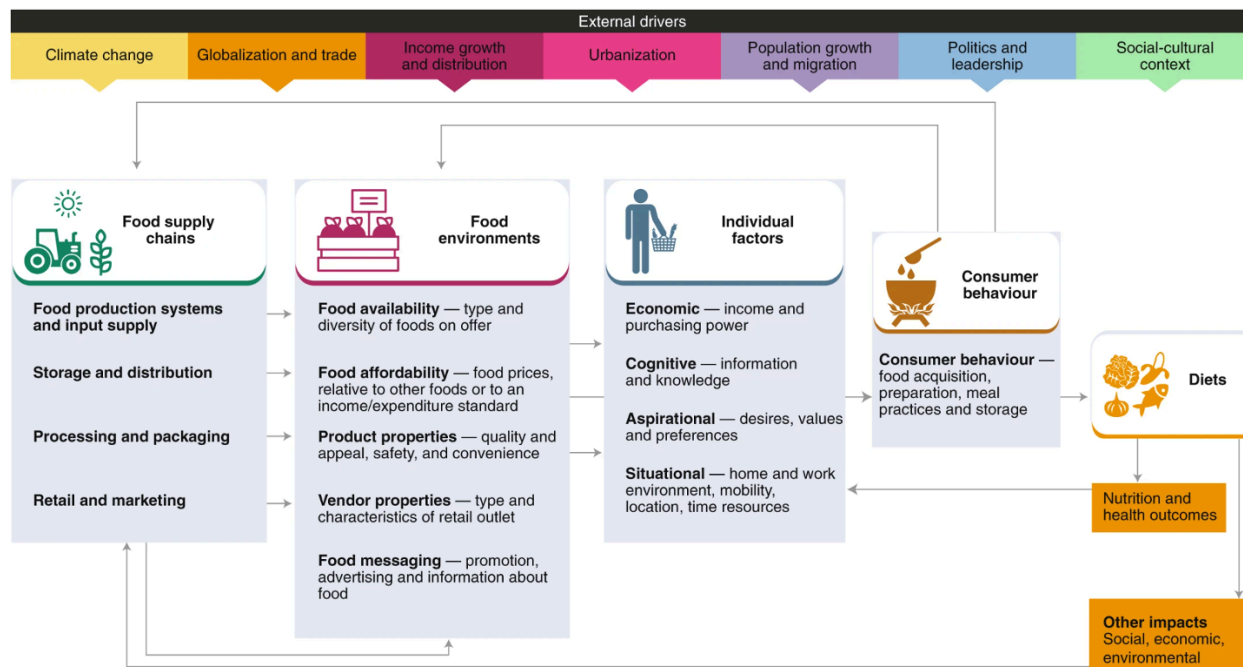 External drivers
Climate change
Globalization and trade
Income growth
and distribution
Urbanization
Population growth
and migration
Politics and
leadership
Social-cultural
context
Food supply
chains
Food production systems
and input supply
Storage and distribution
Processing and packaging
Retail and marketing
Food
environments
Food availability — type and
diversity of foods on offer
Food affordability — food prices,
relative to other foods or to an
income/expenditure standard
Product properties — quality and
appeal, safety, and convenience
Vendor properties — type and
characteristics of retail outlet
Food messaging — promotion,
advertising and information about
food
Individual
factors
Economic — income and
purchasing power
Cognitive — information
and knowledge
Aspirational — desires, values
and preferences
Situational — home and work
environment, mobility,
location, time resources
Consumer
behaviour
Consumer behaviour —
food acquisition,
preparation, meal
practices and storage
Diets
Nutrition and
health outcomes
Other impacts
Social, economic,
environmental